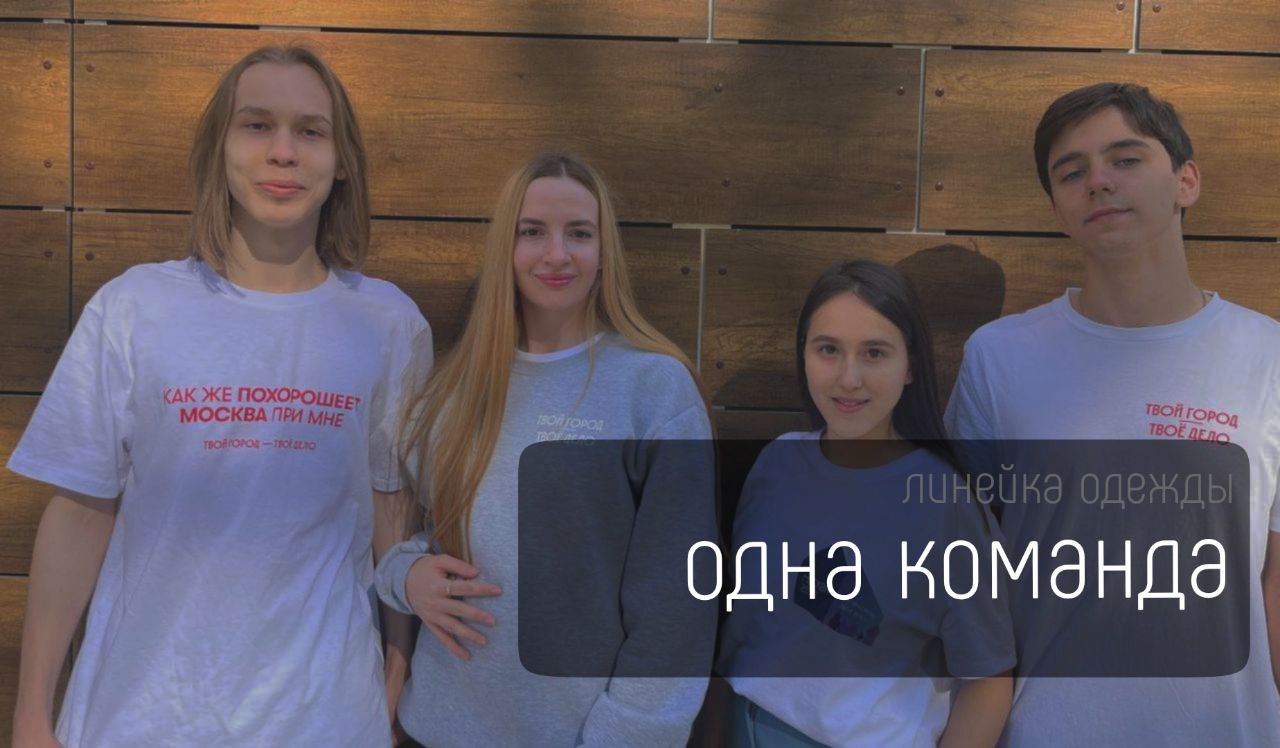 КАК ЖЕ ПОХОРОШЕЕТ
МОСКВА ПРИ МНЕ
ТВОЙ ГОРОД — ТВОЁ ДЕЛО
ТВОЙ ГОРОД
ТВОЁ ДЕЛО
ТВОЙ ГОРОД
ТВОЁ ДЕЛО
линейка одежды
одна команда